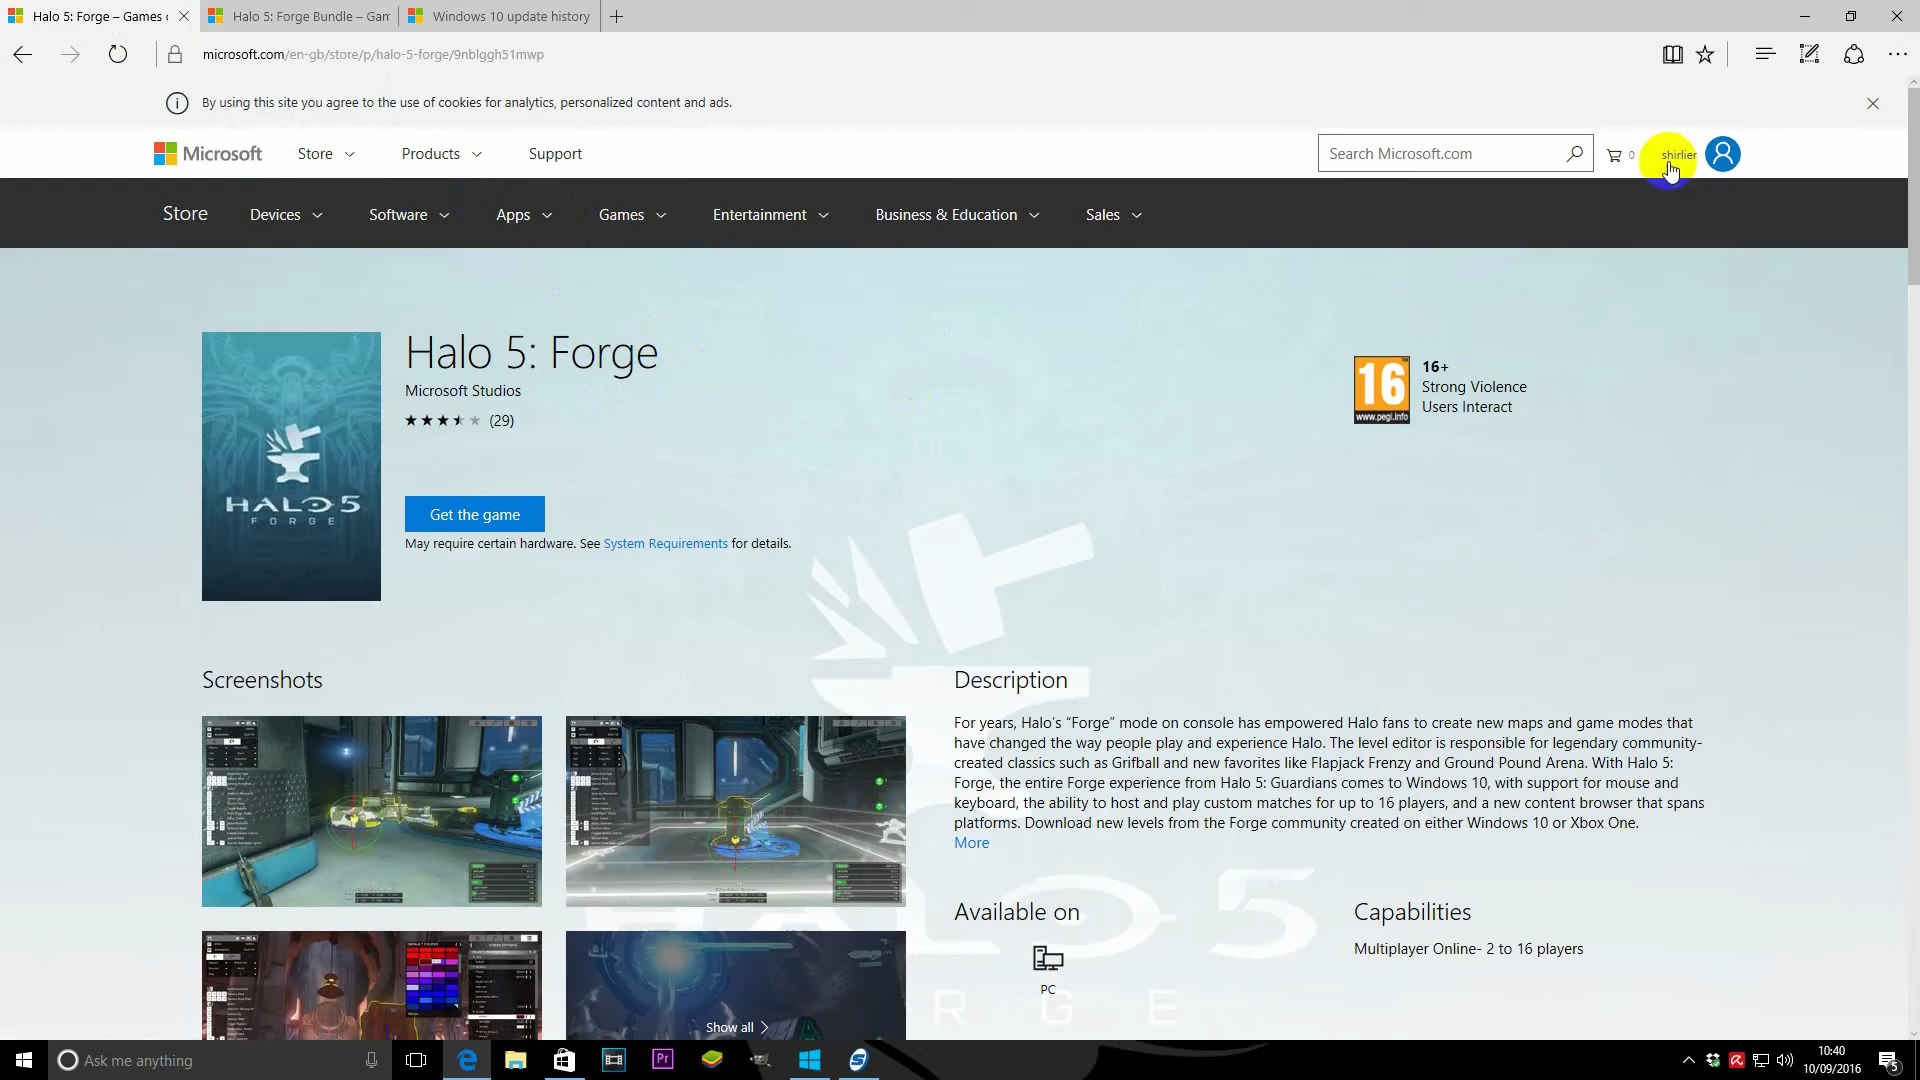 Halo 5: Forge – Games o
Halo 5: Forge Bundle – Gam
Windows 10 update history
microsoft.com/en-gb/store/p/halo-5-forge/9nblggh51mwp
By using this site you agree to the use of cookies for analytics, personalized content and ads.
Microsoft
Store
Products
Support
Search Microsoft.com
0
shirlier
Store
Devices
Software
Apps
Games
Entertainment
Business & Education
Sales
Halo 5: Forge
Microsoft Studios
(29)
HALO 5
FORGE
16
www.pegi.info
16+
Strong Violence
Users Interact
Get the game
May require certain hardware. See System Requirements for details.
Screenshots
Show all
Description
For years, Halo's “Forge” mode on console has empowered Halo fans to create new maps and game modes that
have changed the way people play and experience Halo. The level editor is responsible for legendary community-
created classics such as Grifball and new favorites like Flapjack Frenzy and Ground Pound Arena. With Halo 5:
Forge, the entire Forge experience from Halo 5: Guardians comes to Windows 10, with support for mouse and
keyboard, the ability to host and play custom matches for up to 16 players, and a new content browser that spans
platforms. Download new levels from the Forge community created on either Windows 10 or Xbox One.
More
Available on
PC
Capabilities
Multiplayer Online- 2 to 16 players
HALO 5
Ask me anything
Pr
10:40
10/09/2016
5